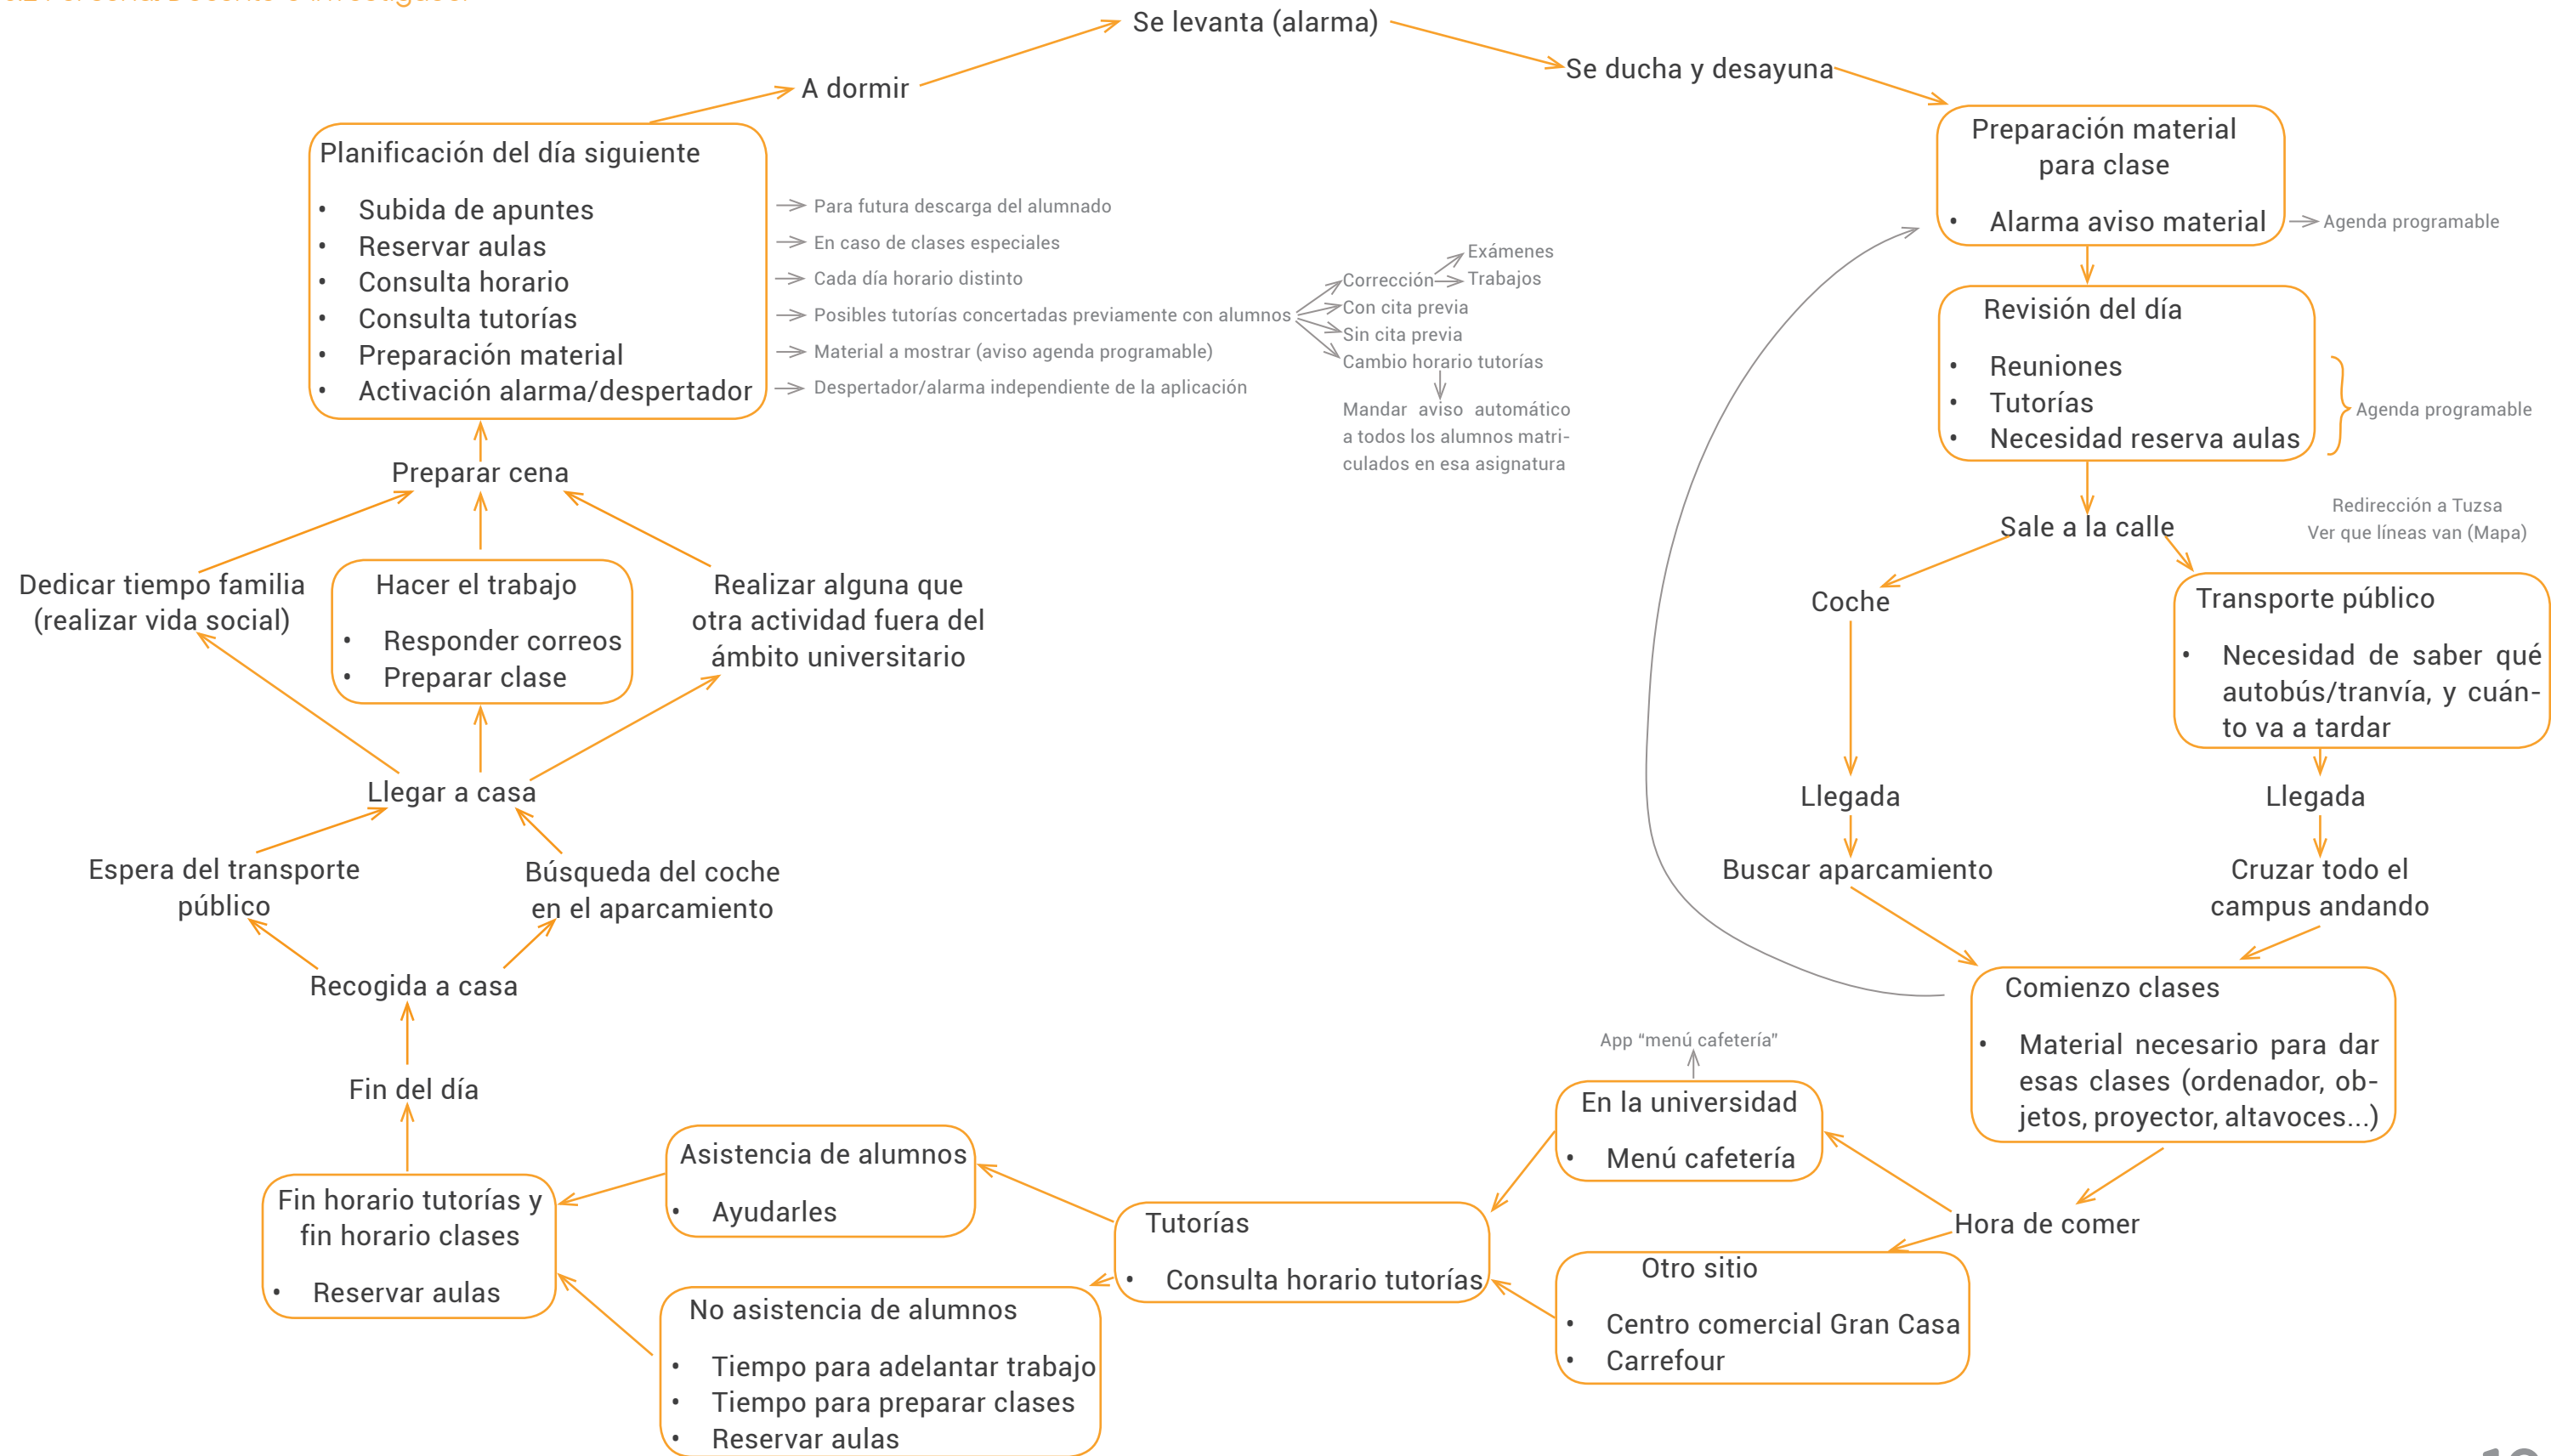 Se levanta (alarma)
Se ducha y desayuna
A dormir
Preparación material
para clase
• Alarma aviso material
Agenda programable
Revisión del día
• Reuniones
• Tutorías
• Necesidad reserva aulas
Agenda programable
Sale a la calle
Redirección a Tuzsa
Ver que líneas van (Mapa)
Coche
Llegada
Buscar aparcamiento
Transporte público
• Necesidad de saber qué
autobús/tranvía, y cuán-
to va a tardar
Llegada
Cruzar todo el
campus andando
Comienzo clases
• Material necesario para dar
esas clases (ordenador, ob-
jetos, proyector, altavoces...)
Hora de comer
App “menú cafetería”
En la universidad
• Menú cafetería
Otro sitio
• Centro comercial Gran Casa
• Carrefour
Tutorías
• Consulta horario tutorías
Asistencia de alumnos
• Ayudarles
No asistencia de alumnos
• Tiempo para adelantar trabajo
• Tiempo para preparar clases
• Reservar aulas
Fin horario tutorías y
fin horario clases
• Reservar aulas
Fin del día
Recogida a casa
Espera del transporte
público
Búsqueda del coche
en el aparcamiento
Llegar a casa
Dedicar tiempo familia
(realizar vida social)
Hacer el trabajo
• Responder correos
• Preparar clase
Realizar alguna que
otra actividad fuera del
ámbito universitario
Preparar cena
Planificación del día siguiente
• Subida de apuntes
• Reservar aulas
• Consulta horario
• Consulta tutorías
• Preparación material
• Activación alarma/despertador
Para futura descarga del alumnado
En caso de clases especiales
Cada día horario distinto
Posibles tutorías concertadas previamente con alumnos
Material a mostrar (aviso agenda programable)
Despertador/alarma independiente de la aplicación
Corrección
Exámenes
Trabajos
Con cita previa
Sin cita previa
Cambio horario tutorías
Mandar aviso automático
a todos los alumnos matri-
culados en esa asignatura